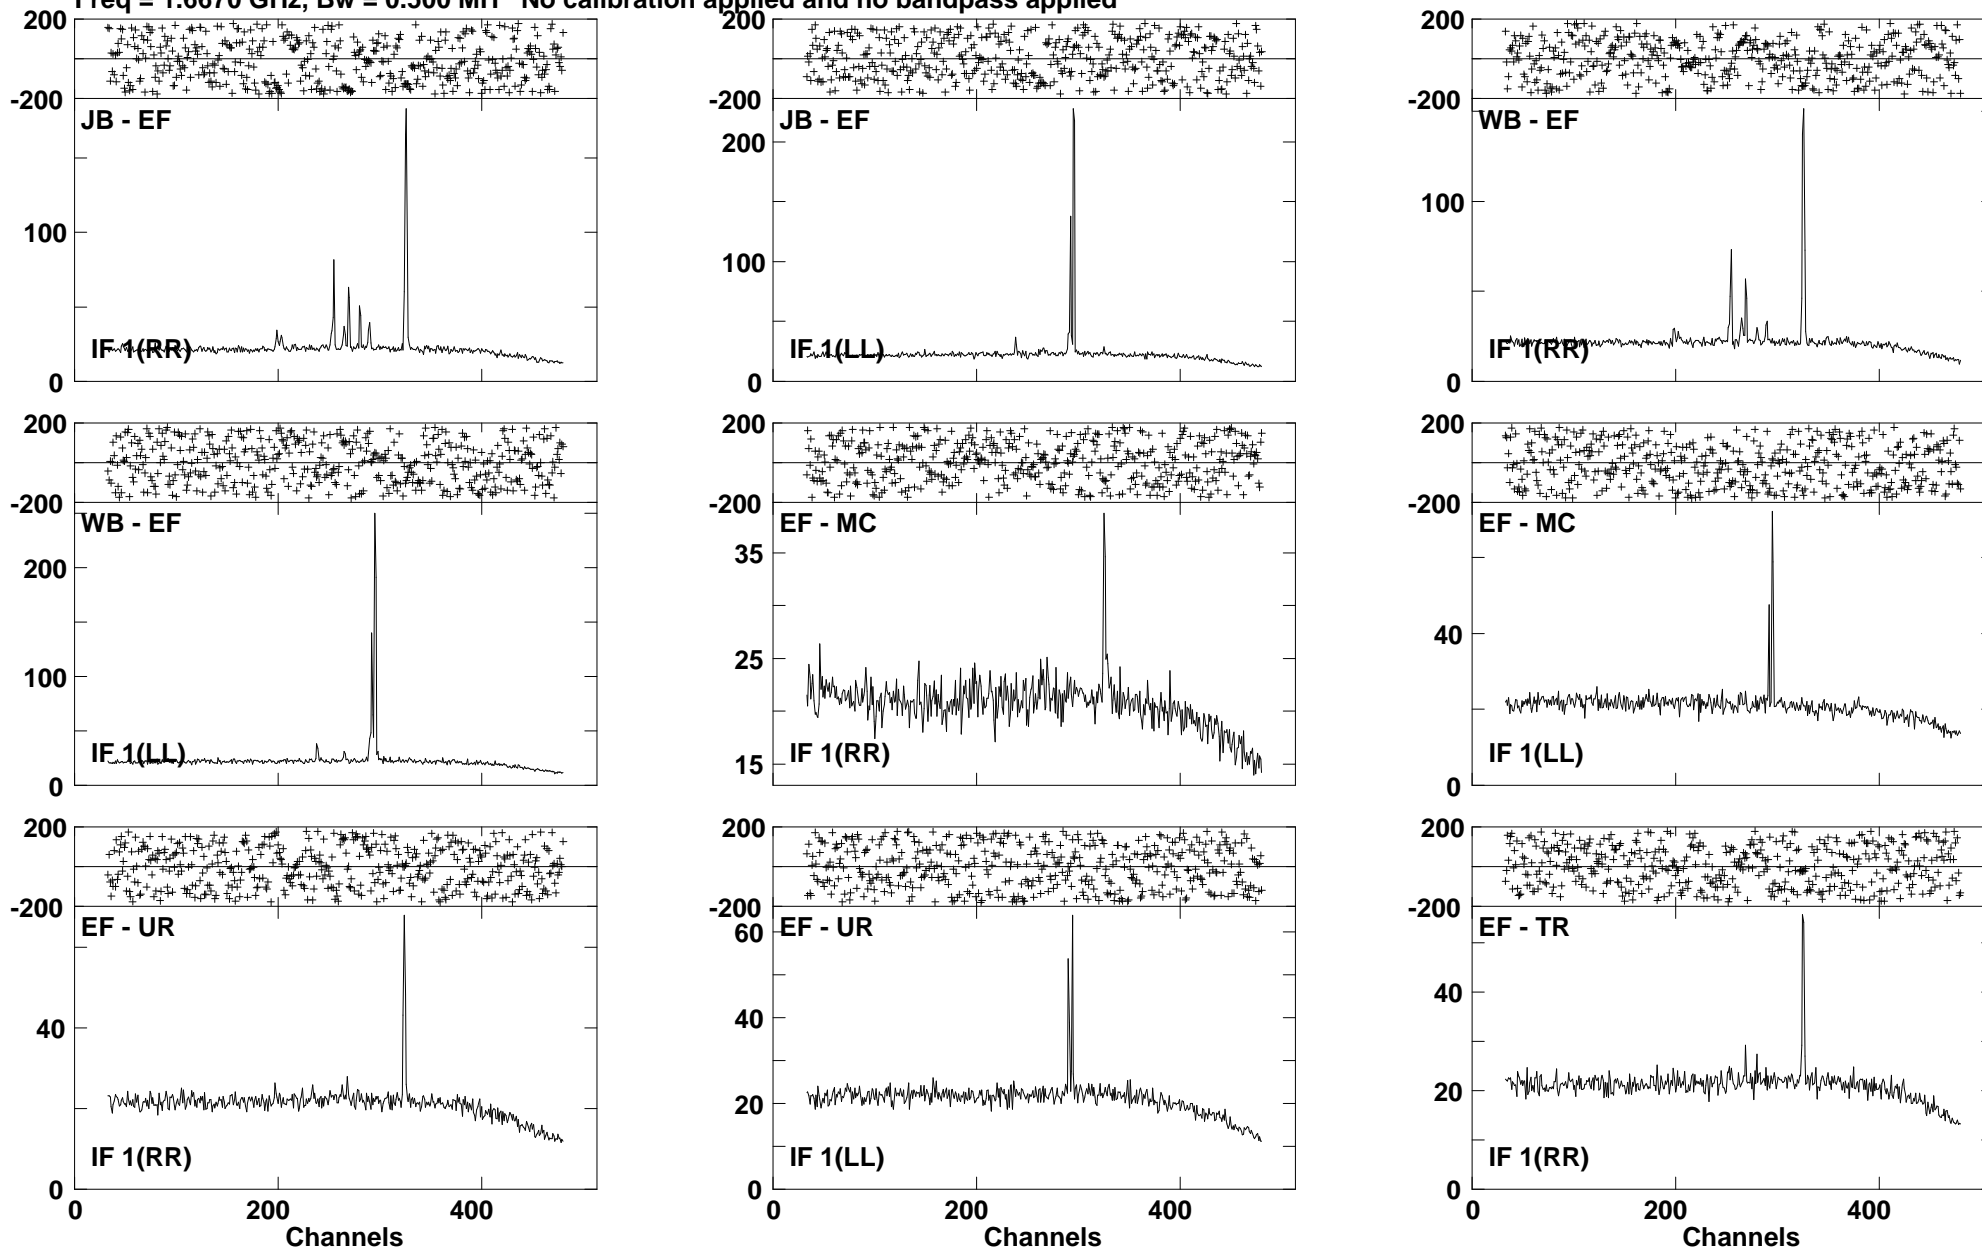 Freq = 1.6670 GHz, Bw = 0.500 MH No calibration applied and no bandpass applied
200 200 200
-200 -200 -200
JB - EF JB - EF WB - EF
200
100 100 100
IF 1(RR) IF 1(LL) IF 1(RR)
0 0 0
200 200 200
-200 -200 -200
WB - EF EF - MC EF - MC
200 35
100 25 40
IF 1(LL) IF 1(RR) IF 1(LL)
0 15 0
200 200 200
-200 -200 -200
EF - UR 60 EF - UR EF - TR
40 40 40
20 20
IF 1(RR) IF 1(LL) IF 1(RR)
0 0 0
0 200 400 0 200 400 0 200 400
Channels Channels Channels